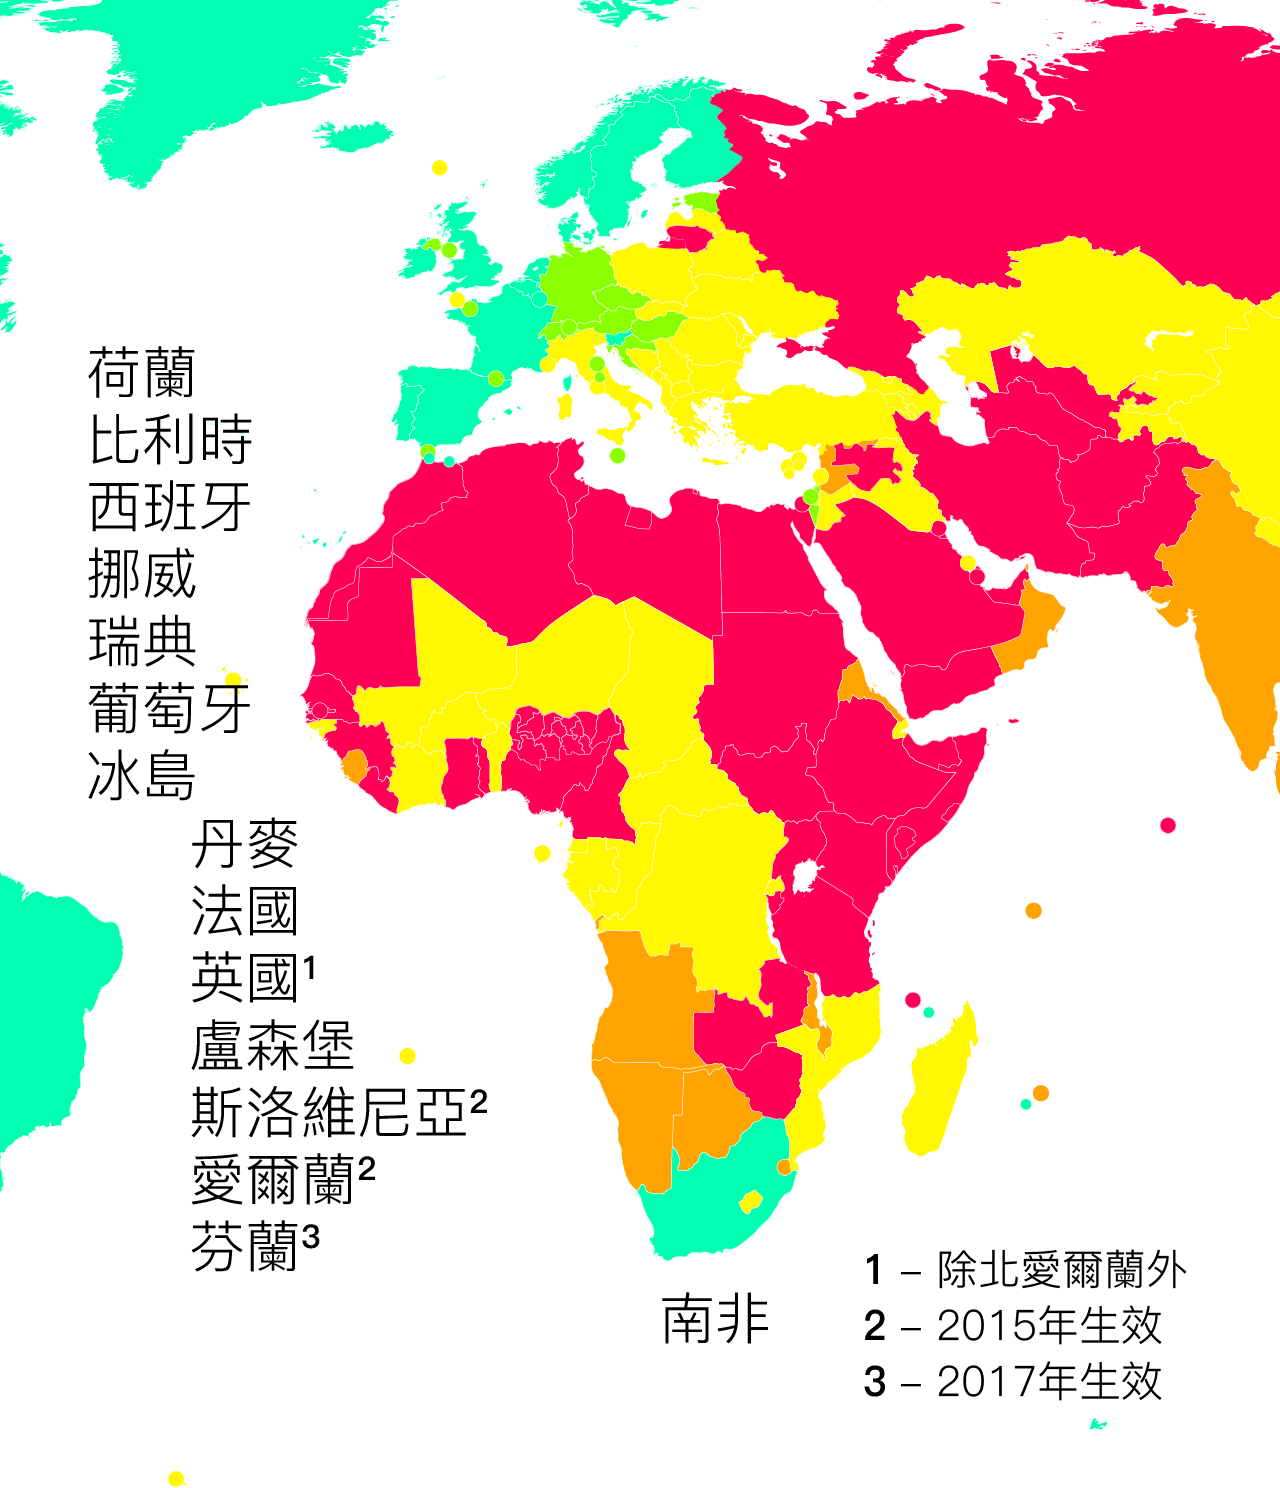 荷蘭
比利時
西班牙
挪威
瑞典
葡萄牙
冰島
丹麥
法國
英國¹
盧森堡
斯洛維尼亞²
愛爾蘭²
芬蘭³
南非
1 – 除北愛爾蘭外
2 – 2015年生效
3 – 2017年生效